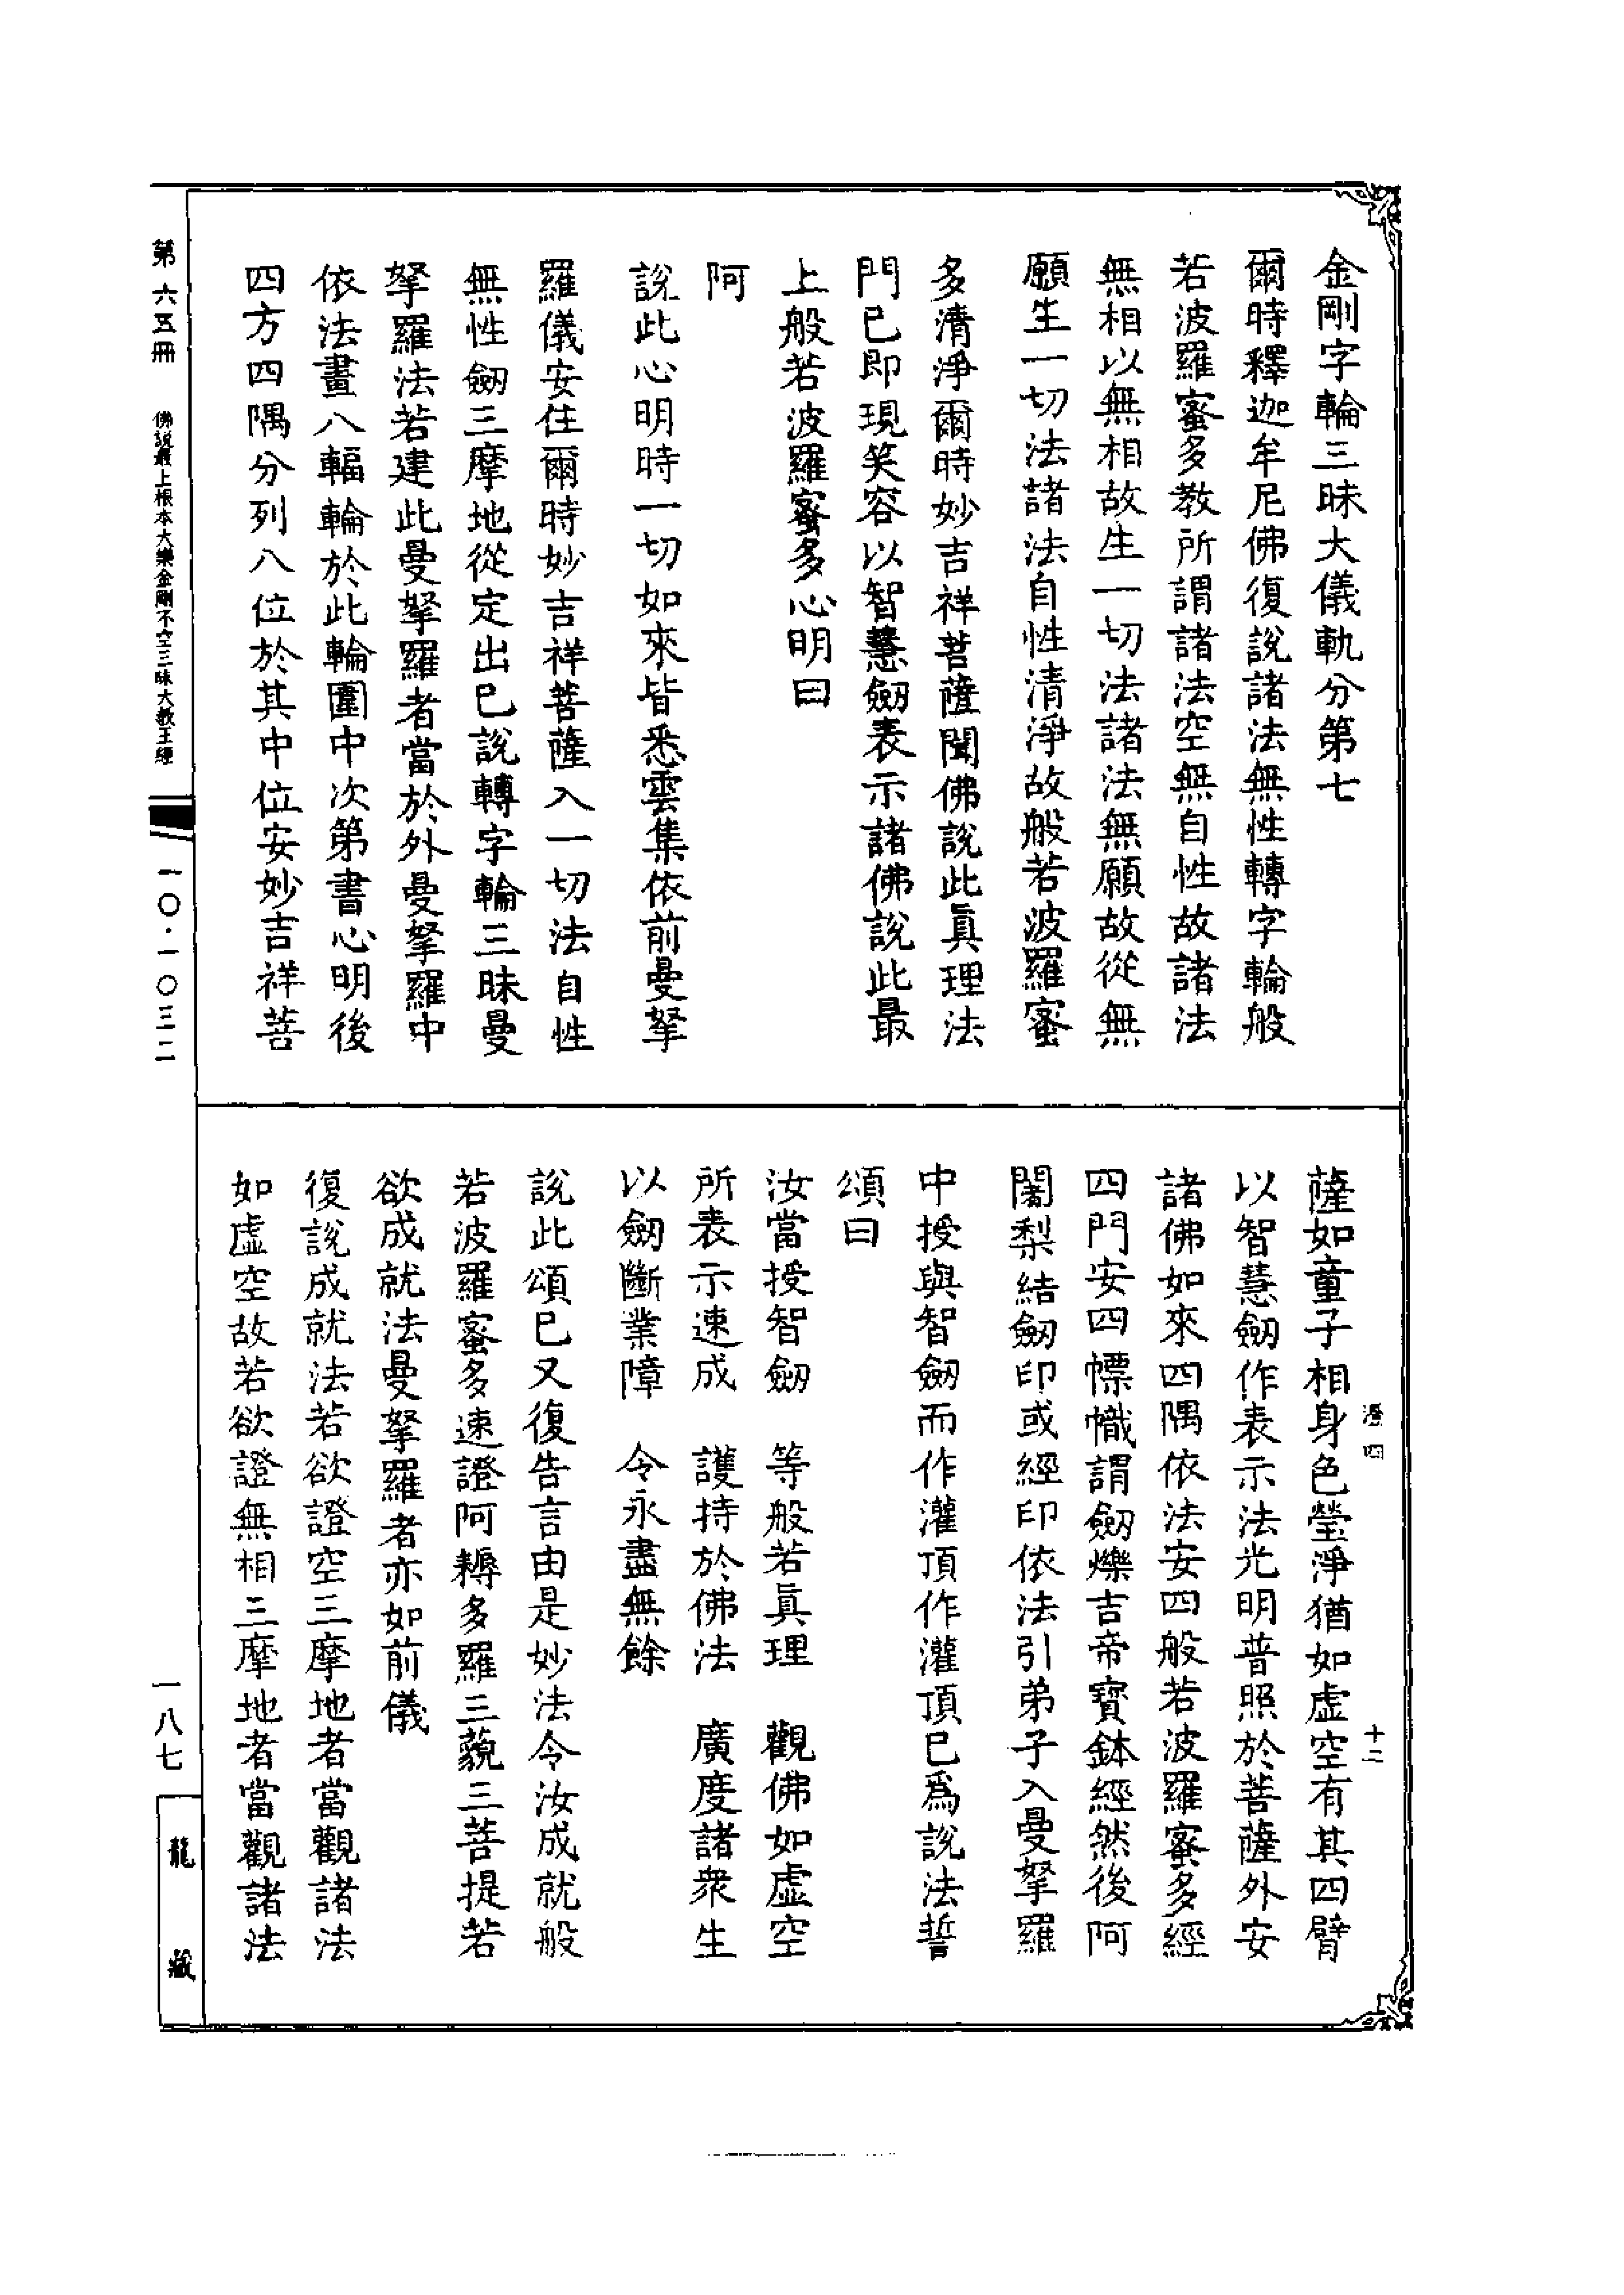 金剛字輪三昧大儀軌分第七
爾時釋迦牟尼佛復說諸法無性轉字輪般
若波羅蜜多教所謂諸法空無自性故諸法
無相以無相故生一切法諸法無願故從無
願生一切法諸法自性清淨故般若波羅蜜
多清淨爾時妙吉祥菩薩聞佛說此眞理法
門已即現笑容以智慧劒表示諸佛說此最
上般若波羅蜜多心明曰
阿
說此心明時一切如來皆悉雲集依前曼拏
羅儀安住爾時妙吉祥菩薩入一切法自性
無性劒三摩地從定出已說轉字輪三昧曼
拏羅法若建此曼拏羅者當於外曼拏羅中
依法畫八輻輪於此輪圍中次第書心明後
四方四隅分列八位於其中位安妙吉祥菩
薩如童子相身色瑩淨猶如虛空有其四臂
以智慧劒作表示法光明普照於菩薩外安
諸佛如來四隅依法安四般若波羅蜜多經
四門安四幖幟謂劒爍吉帝寶鉢經然後阿
闍梨結劒印或經印依法引弟子入曼拏羅
中授與智劒而作灌頂作灌頂已爲說法誓
頌曰
汝當授智劒　等般若眞理　觀佛如虛空
所表示速成　護持於佛法　廣度諸衆生
以劒斷業障　令永盡無餘
說此頌已又復告言由是妙法令汝成就般
若波羅蜜多速證阿耨多羅三藐三菩提若
欲成就法曼拏羅者亦如前儀
復說成就法若欲證空三摩地者當觀諸法
如虛空故若欲證無相三摩地者當觀諸法
四
十二
第六五冊
佛說最上根本大樂金剛不空三昧大教王經
一〇·一〇三二
一八七
龍藏